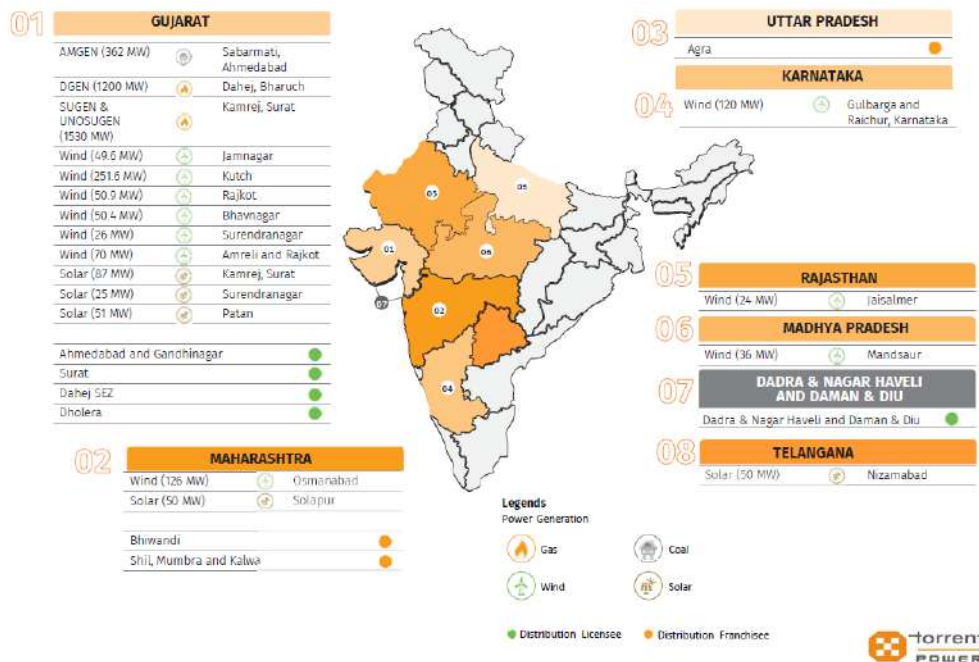 01
GUJARAT
AMGEN (362 MW) Sabarmati,
Ahmedabad
DGEN (1200 MW) Dahej, Bharuch
SUGEN & Kamrej, Surat
UNOSUGEN
(1530 MW)
Wind (49.6 MW) Jamnagar
Wind (251.6 MW) Kutch
Wind (50.9 MW) Rajkot
Wind (50.4 MW) Bhavnagar
Wind (26 MW) Surendranagar
Wind (70 MW) Amreli and Rajkot
Solar (87 MW) Kamrej, Surat
Solar (25 MW) Surendranagar
Solar (51 MW) Patan
Ahmedabad and Gandhinagar
Surat
Dahej SEZ
Dholera
02
MAHARASHTRA
Wind (126 MW) Osmanabad
Solar (50 MW) Solapur
Bhiwandi
Shil, Mumbra and Kalwa
05
01
06
07
02
04
03
UTTAR PRADESH
Agra
04
KARNATAKA
Wind (120 MW) Gulbarga and
Raichur, Karnataka
05
RAJASTHAN
Wind (24 MW) Jaisalmer
06
MADHYA PRADESH
Wind (36 MW) Mandsaur
07
DADRA & NAGAR HAVELI
AND DAMAN & DIU
Dadra & Nagar Haveli and Daman & Diu
08
TELANGANA
Solar (50 MW) Nizamabad
Legends
Power Generation
Gas Coal
Wind Solar
Distribution Licensee Distribution Franchisee
torrent
POWER